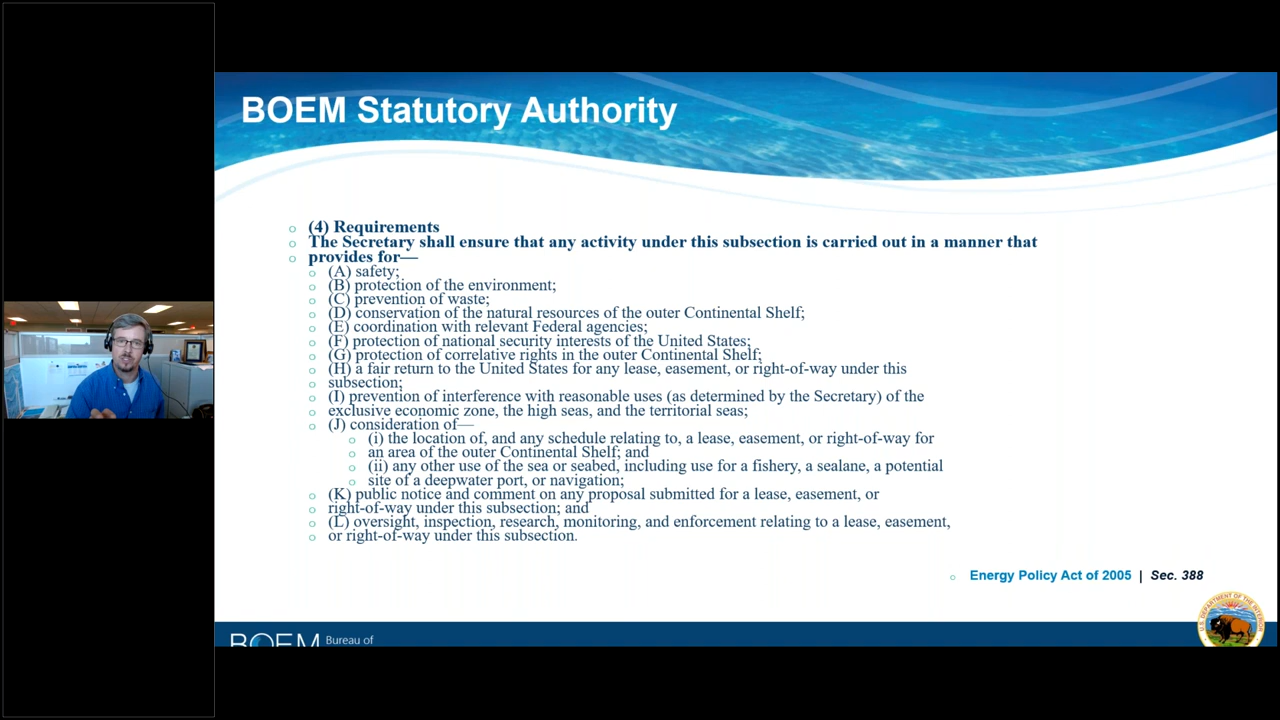 BOEM Statutory Authority
(4) Requirements
The Secretary shall ensure that any activity under this subsection is carried out in a manner that
provides for—
(A) safety;
(B) protection of the environment;
(C) prevention of waste;
(D) conservation of the natural resources of the outer Continental Shelf;
(E) coordination with relevant Federal agencies;
(F) protection of national security interests of the United States;
(G) protection of correlative rights in the outer Continental Shelf;
(H) a fair return to the United States for any lease, easement, or right-of-way under this
subsection;
(I) prevention of interference with reasonable uses (as determined by the Secretary) of the
exclusive economic zone, the high seas, and the territorial seas;
(J) consideration of—
(i) the location of, and any schedule relating to, a lease, easement, or right-of-way for
an area of the outer Continental Shelf; and
(ii) any other use of the sea or seabed, including use for a fishery, a sealane, a potential
site of a deepwater port, or navigation;
(K) public notice and comment on any proposal submitted for a lease, easement, or
right-of-way under this subsection; and
(L) oversight, inspection, research, monitoring, and enforcement relating to a lease, easement,
or right-of-way under this subsection.
Energy Policy Act of 2005 | Sec. 388
BOEM Bureau of
U.S. DEPARTMENT OF THE INTERIOR